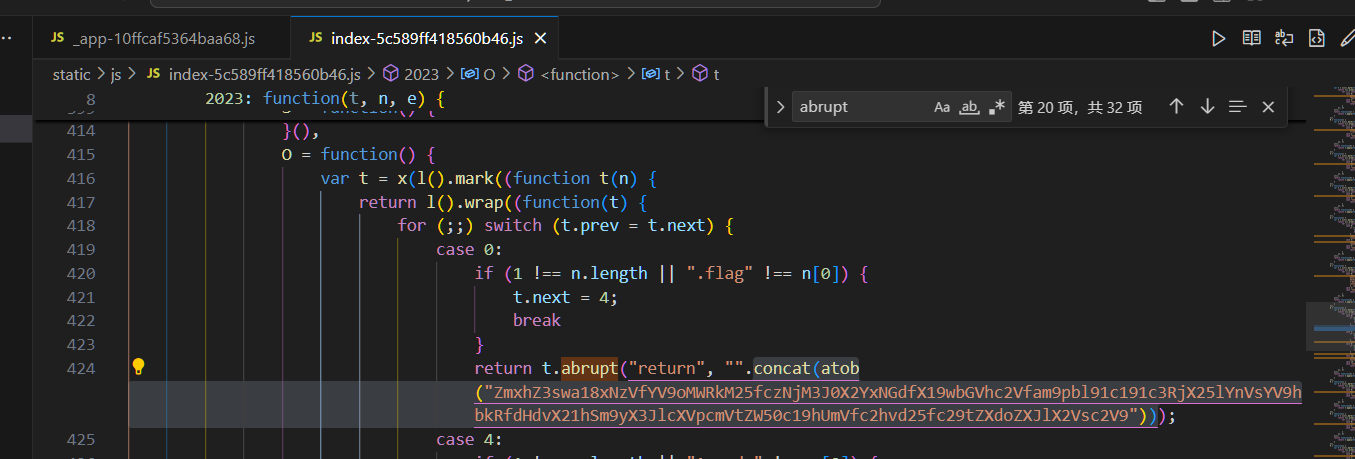 JS _app-10ffcaf5364baa68.js
JS index-5c589ff418560b46.js
static > js > JS index-5c589ff418560b46.js > 2023 > O > <function> > t > t
abrupt Aa ab 第 20 项，共 32 项
8 2023: function(t, n, e) {
414 }(),
415 O = function() {
416 var t = x(l().mark((function t(n) {
417 return l().wrap((function(t) {
418 for (;;) switch (t.prev = t.next) {
419 case 0:
420 if (1 !== n.length || ".flag" !== n[0]) {
421 t.next = 4;
422 break
423 }
424 return t.abrupt("return", "".concat(atob
("ZmxhZ3swa18xNzVfYV9oMWRkM25fczNjM3J0X2YxNGdfX19wbGVhc2Vfam9pbl91c191c3RjX25lYnVsYV9h
bkRfdHdvX21hSm9yX3JlcXVpcmVtZW50c19hUmVfc2hvd25fc29tZXdoZXJlX2Vsc2V9")));
425 case 4: